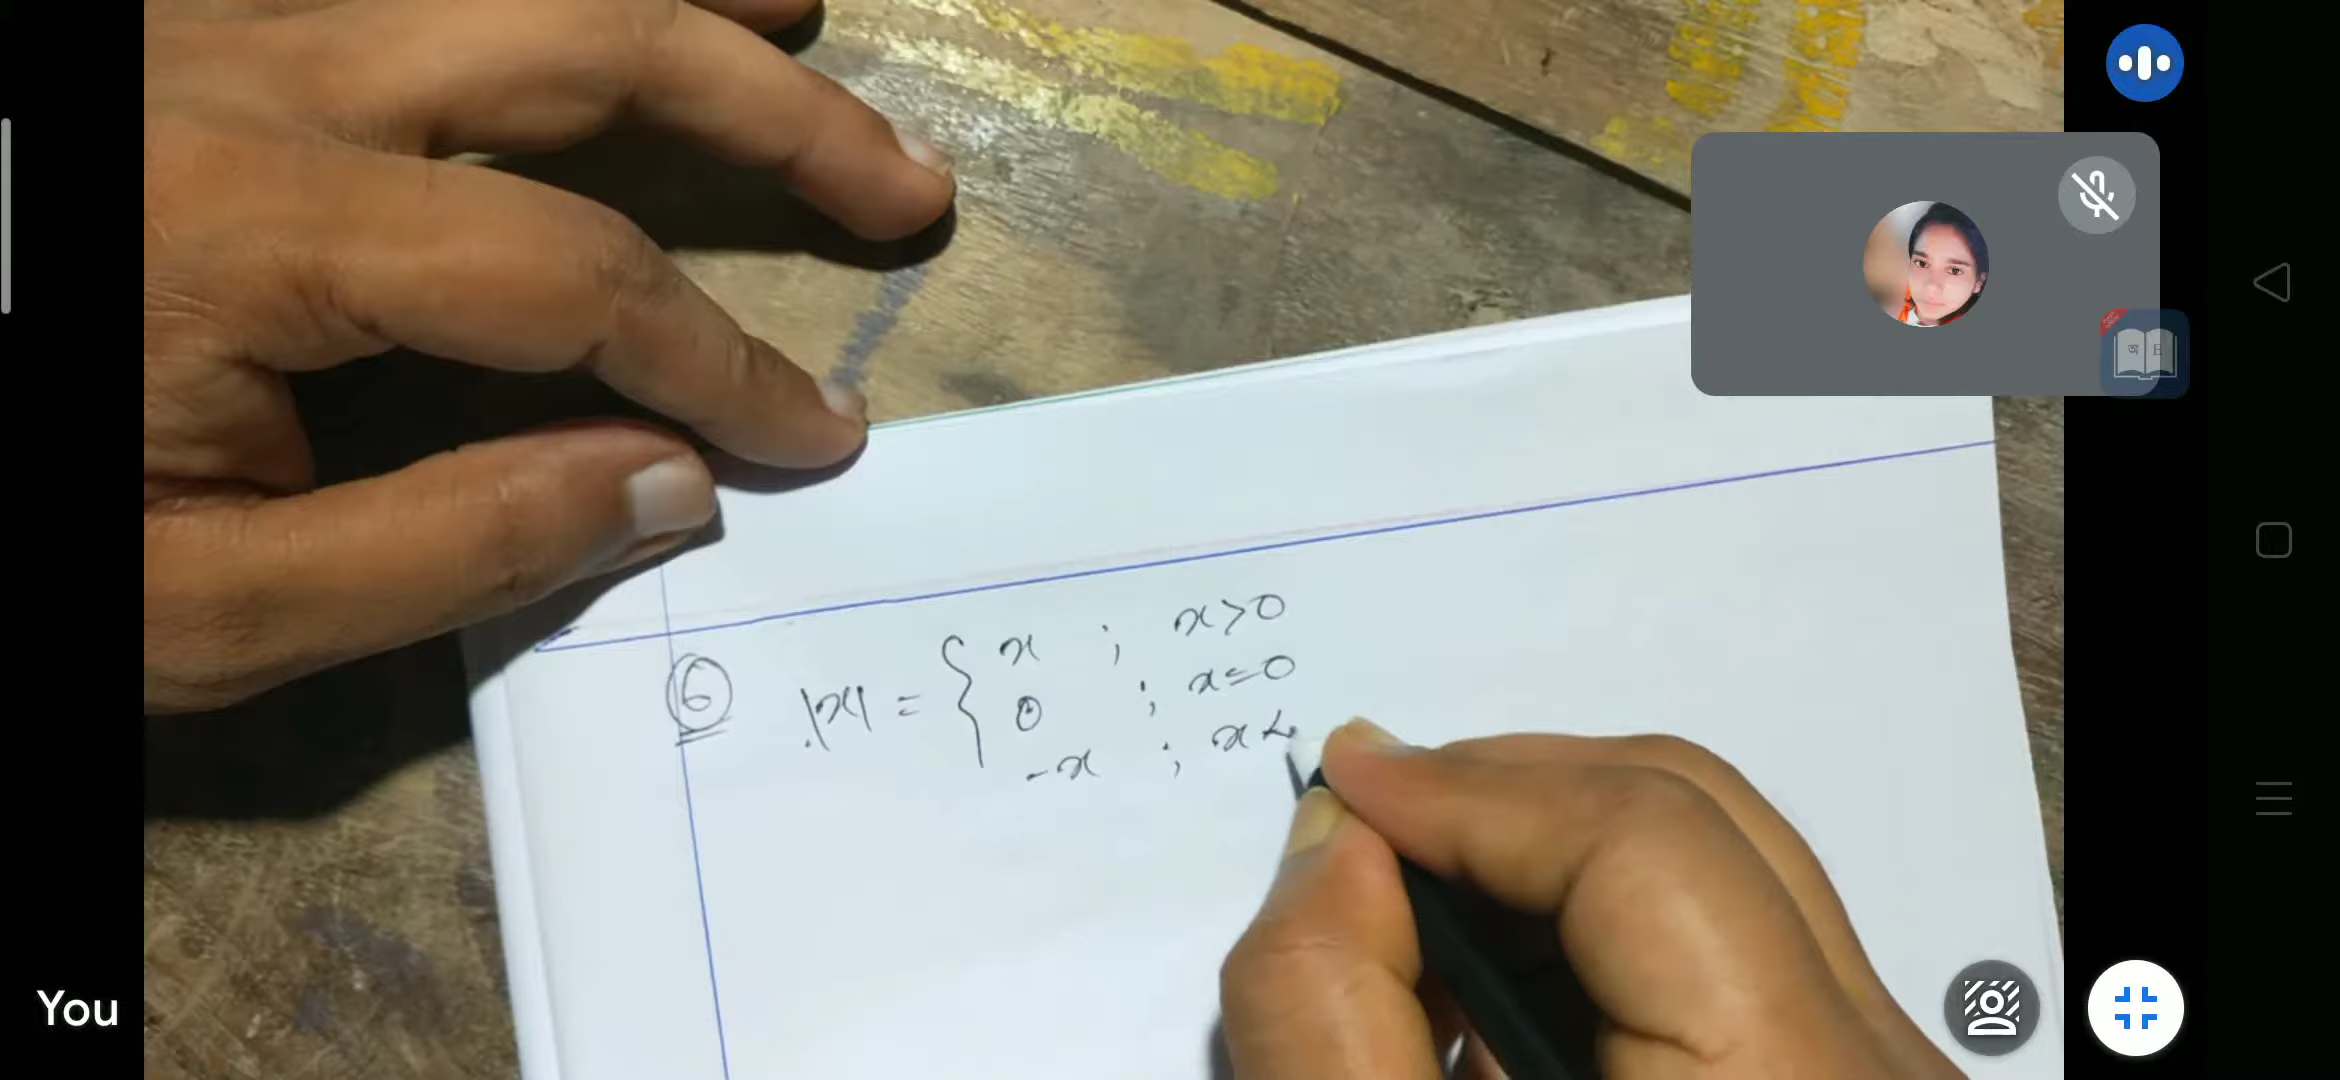 ⑥ |x| = { x ; x>0
0 ; x=0
-x ; x<
You
অ E